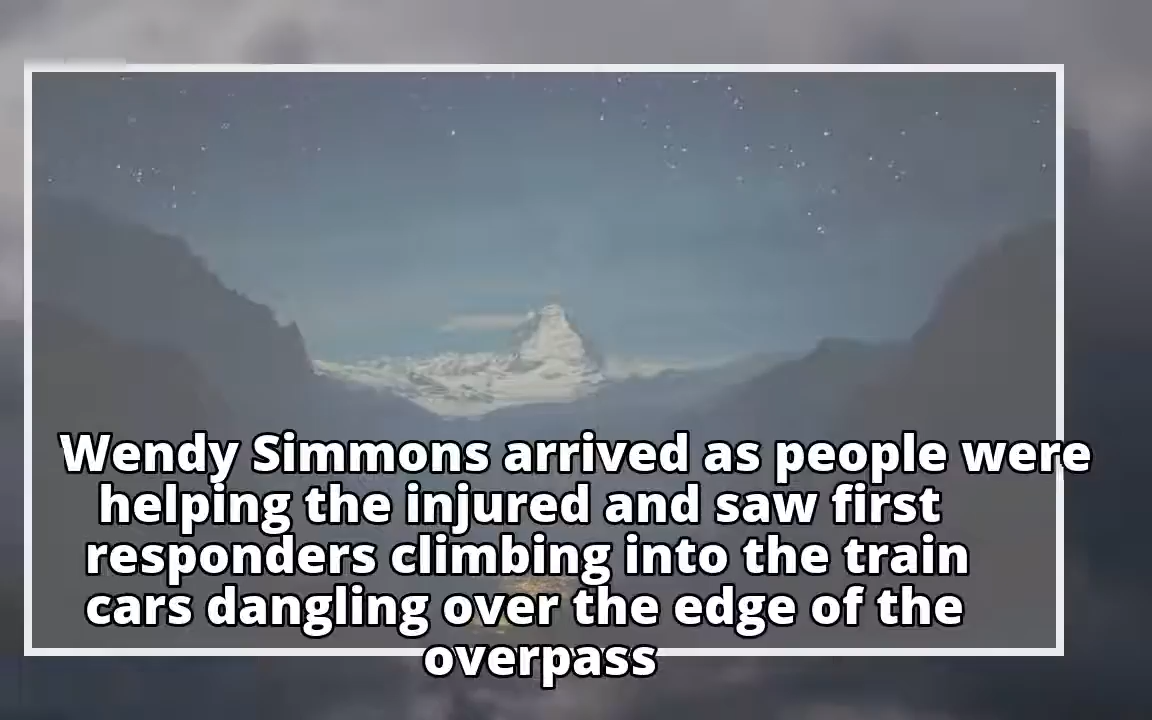 Wendy Simmons arrived as people were
helping the injured and saw first
responders climbing into the train
cars dangling over the edge of the
overpass